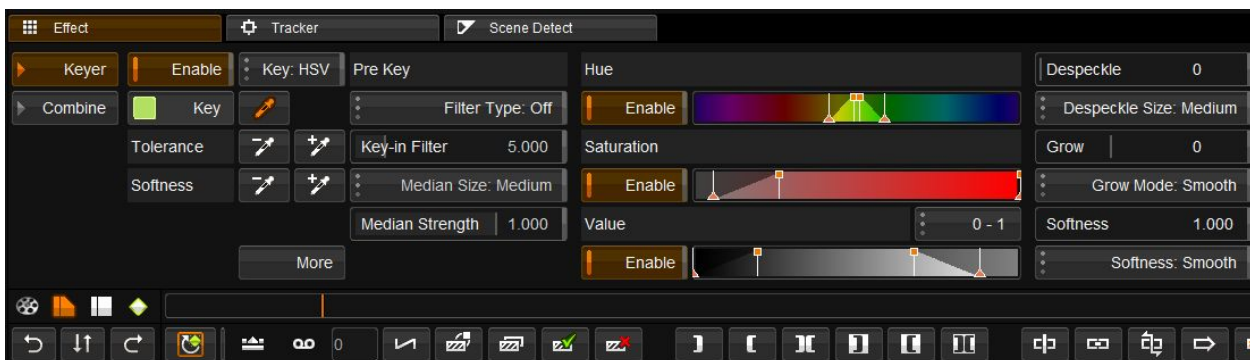 Effect Tracker Scene Detect
Keyer Enable Key: HSV Pre Key Hue Despeckle 0
Combine Key Filter Type: Off Enable Despeckle Size: Medium
Tolerance Key-in Filter 5.000 Saturation Grow 0
Softness Median Size: Medium Enable Grow Mode: Smooth
Median Strength 1.000 Value 0 - 1 Softness 1.000
More Enable Softness: Smooth
0